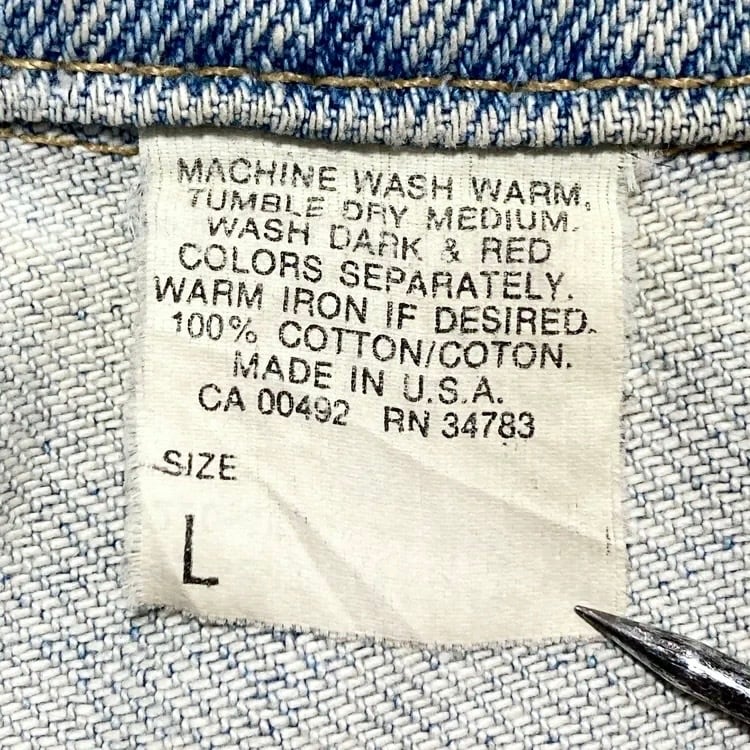 MACHINE WASH WARM.
TUMBLE DRY MEDIUM.
WASH DARK & RED
COLORS SEPARATELY.
WARM IRON IF DESIRED.
100% COTTON/COTON.
MADE IN U.S.A.
CA 00492 RN 34783
SIZE
L